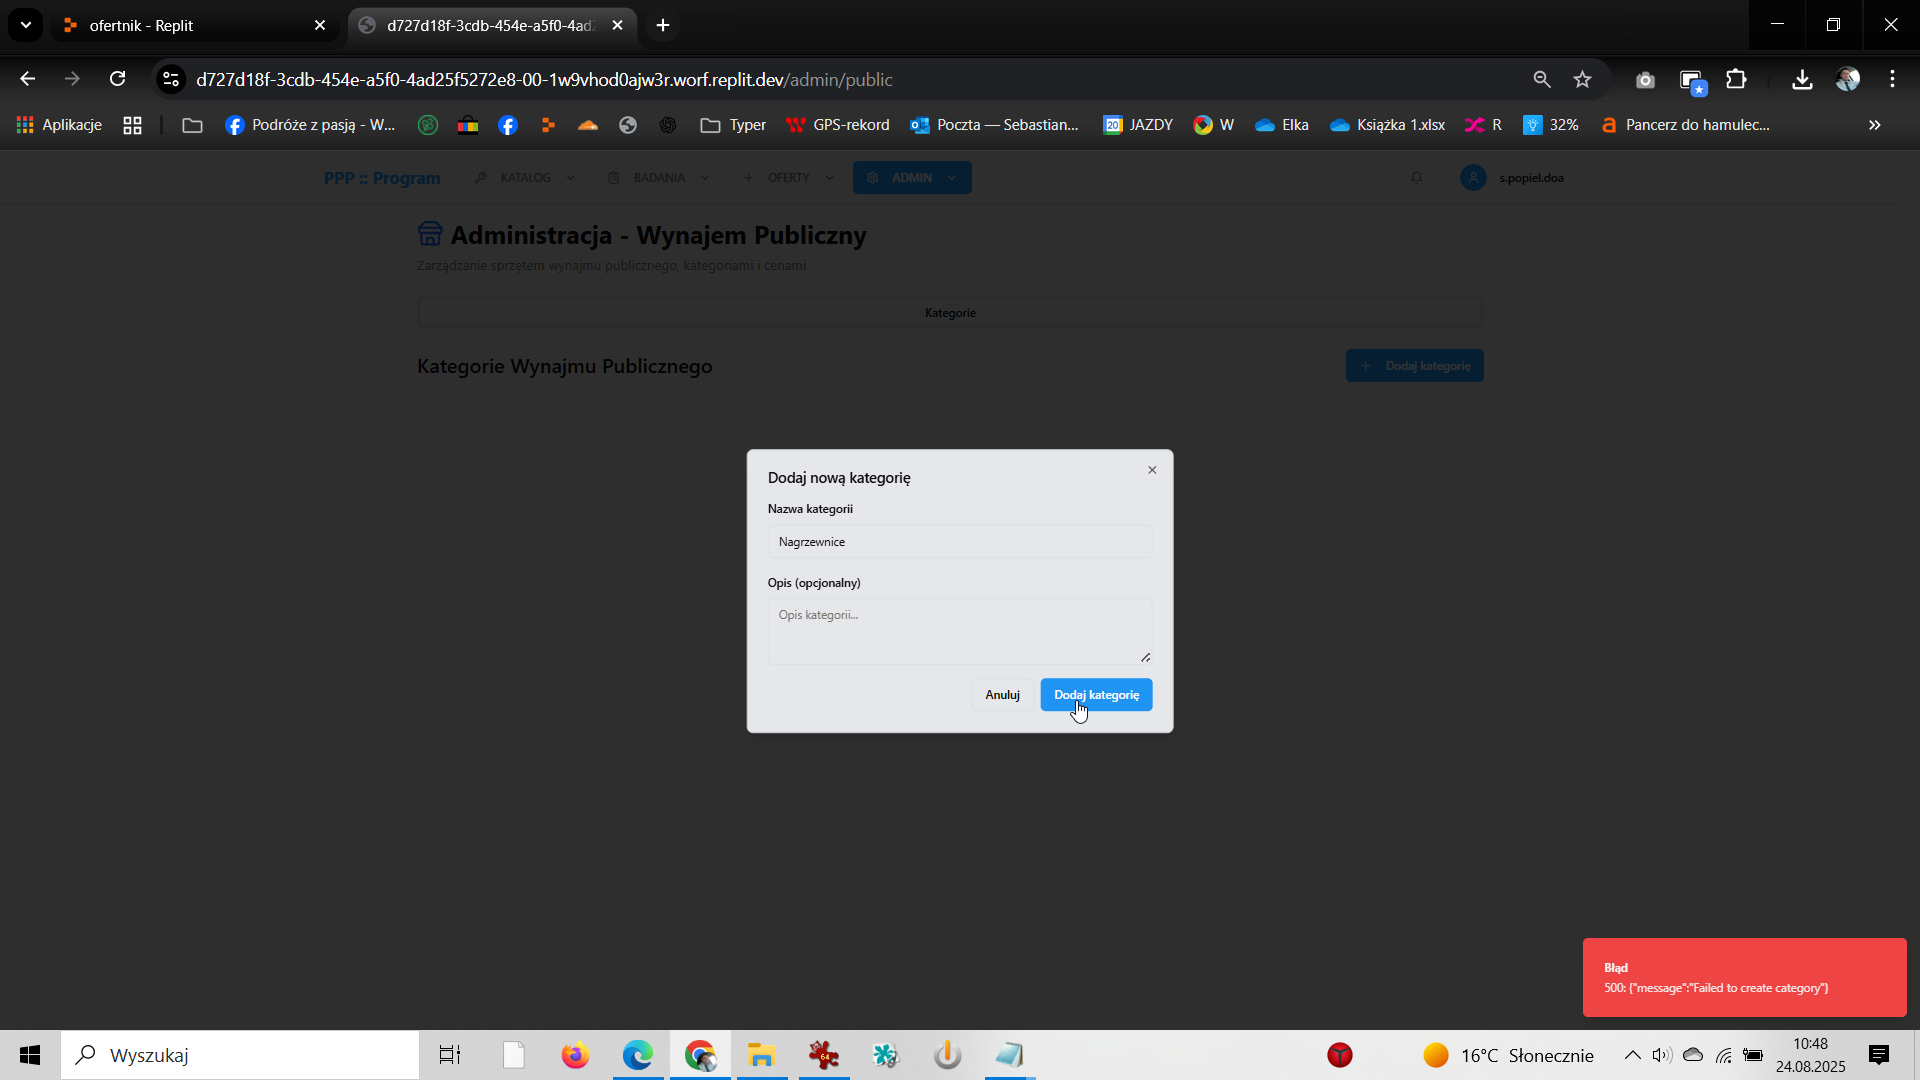 ofertnik - Replit
d727d18f-3cdb-454e-a5f0-4ad2
d727d18f-3cdb-454e-a5f0-4ad25f5272e8-00-1w9vhod0ajw3r.worf.replit.dev/admin/public
Aplikacje
Podróże z pasją - W...
Typer
GPS-rekord
Poczta — Sebastian...
20 JAZDY
W
Elka
Książka 1.xlsx
R
32%
Pancerz do hamulec...
PPP :: Program
KATALOG
BADANIA
OFERTY
ADMIN
s.popiel.doa
Administracja - Wynajem Publiczny
Zarządzanie sprzętem wynajmu publicznego, kategoriami i cenami
Kategorie
Kategorie Wynajmu Publicznego
Dodaj kategorię
Dodaj nową kategorię
Nazwa kategorii
Nagrzewnice
Opis (opcjonalny)
Opis kategorii...
Anuluj
Dodaj kategorię
Błąd
500: {"message":"Failed to create category"}
Wyszukaj
64
16°C Słonecznie
10:48
24.08.2025